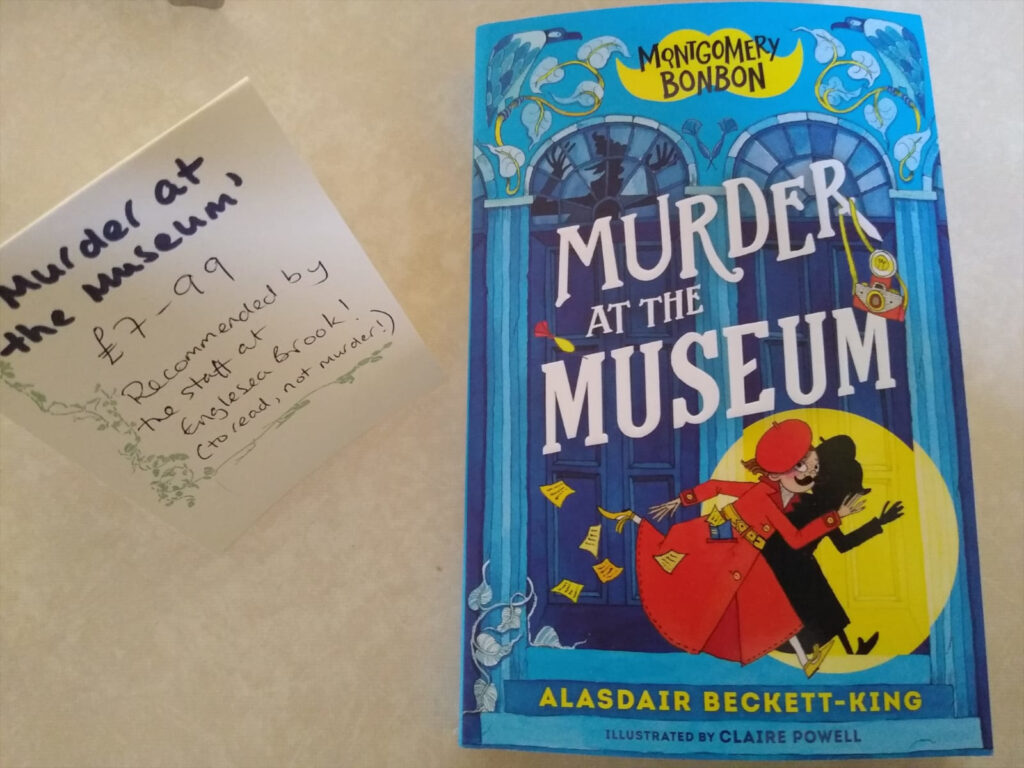 Murder at
the Museum,
£7-99
Recommended by
the staff at
Englesea Brook!
(to read, not murder!)
MONTGOMERY
BONBON
MURDER
AT THE
MUSEUM
ALASDAIR BECKETT-KING
ILLUSTRATED BY CLAIRE POWELL